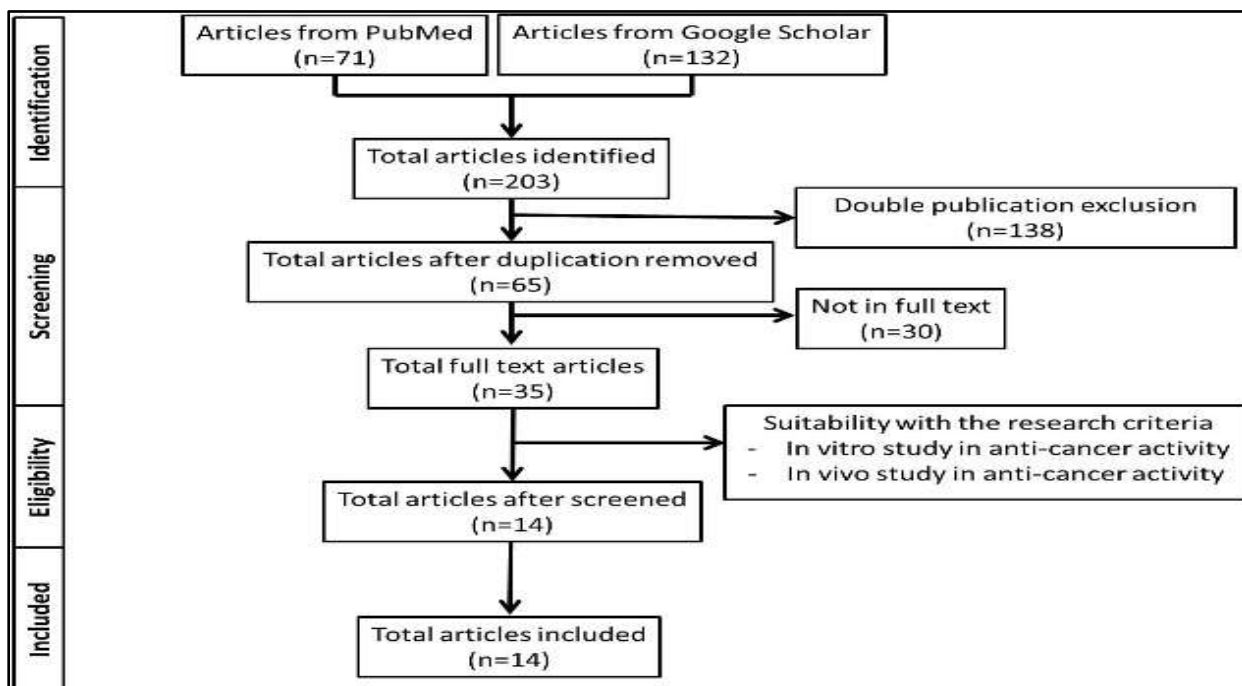 Identification
Articles from PubMed
(n=71)
Articles from Google Scholar
(n=132)
Total articles identified
(n=203)
Screening
Double publication exclusion
(n=138)
Total articles after duplication removed
(n=65)
Not in full text
(n=30)
Total full text articles
(n=35)
Eligibility
Suitability with the research criteria
- In vitro study in anti-cancer activity
- In vivo study in anti-cancer activity
Total articles after screened
(n=14)
Included
Total articles included
(n=14)